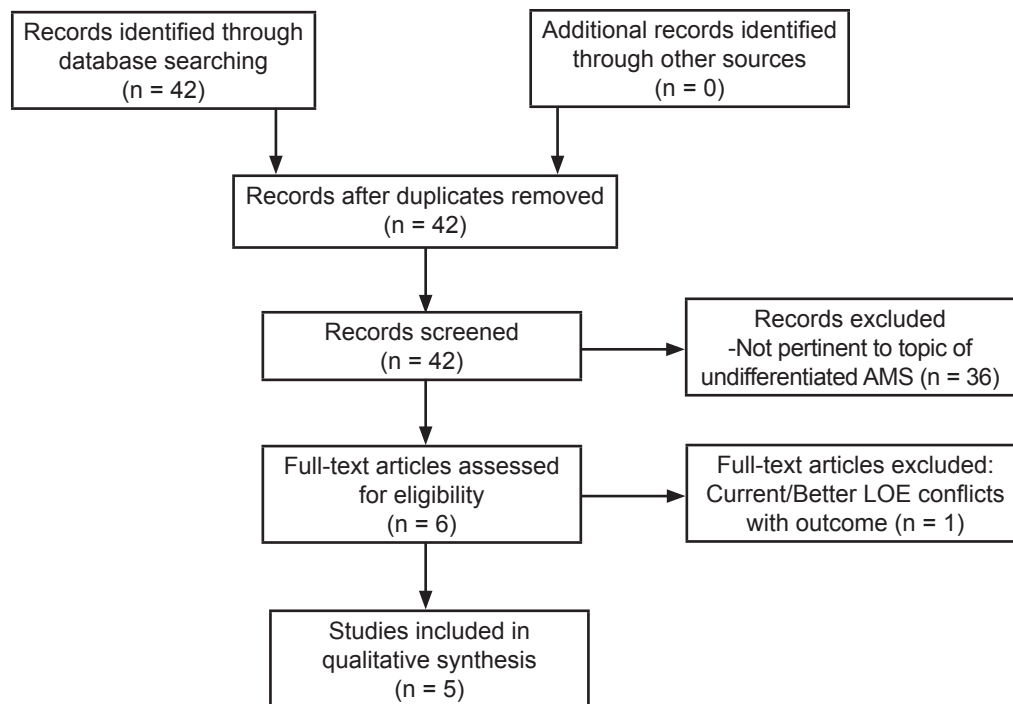 Records identified through
database searching
(n = 42)
Additional records identified
through other sources
(n = 0)
Records after duplicates removed
(n = 42)
Records screened
(n = 42)
Records excluded
-Not pertinent to topic of
undifferentiated AMS (n = 36)
Full-text articles assessed
for eligibility
(n = 6)
Full-text articles excluded:
Current/Better LOE conflicts
with outcome (n = 1)
Studies included in
qualitative synthesis
(n = 5)